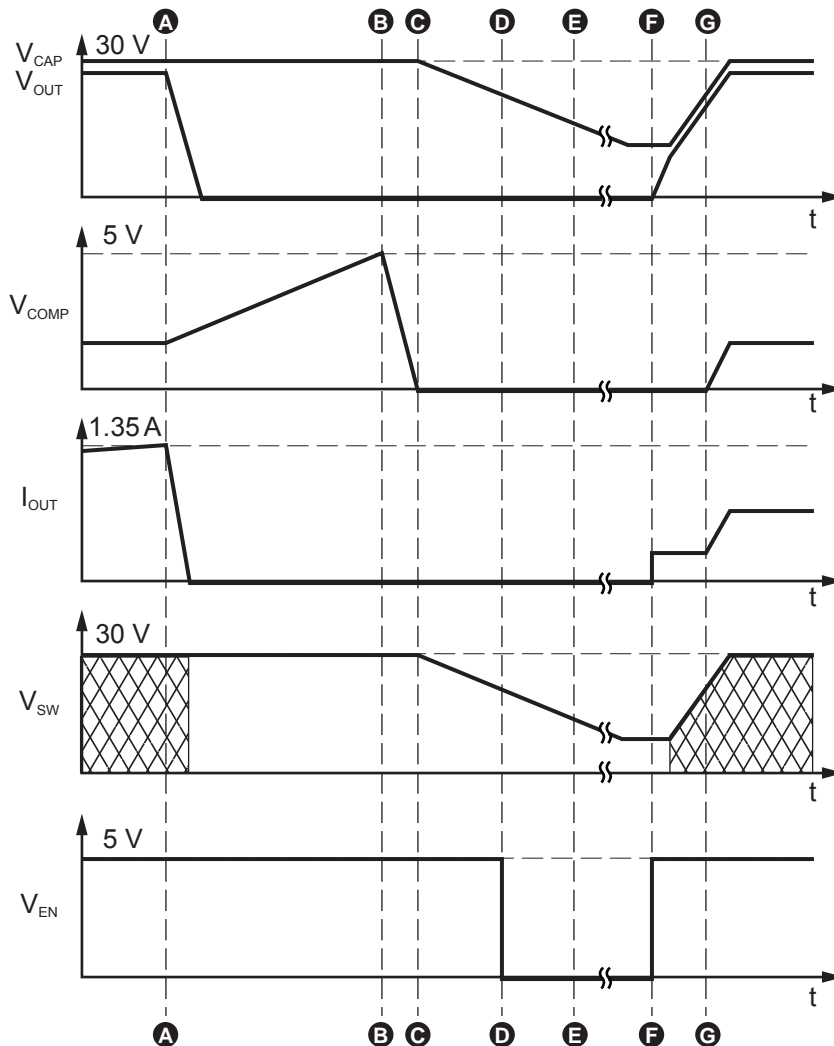 A B C D E F G
V_CAP 30 V
V_OUT
t
5 V
V_COMP
t
1.35 A
I_OUT
t
30 V
V_SW
t
5 V
V_EN
t
A B C D E F G